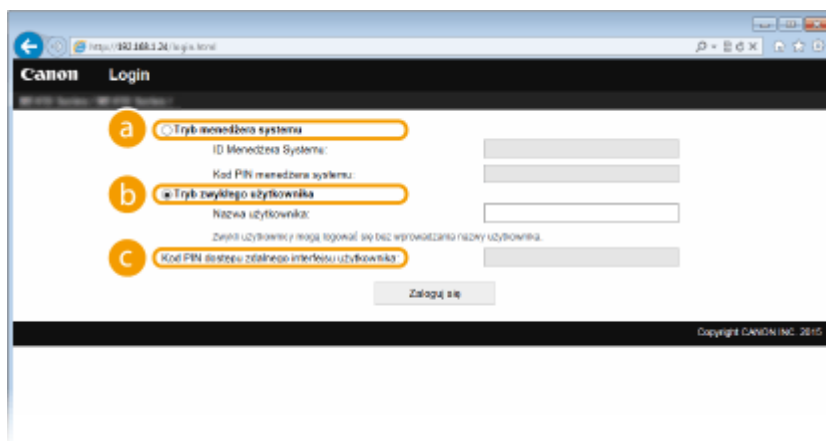 http://192.168.1.24/login.html
Canon Login
a Tryb menedżera systemu
ID Menedżera Systemu:
Kod PIN menedżera systemu:
b Tryb zwykłego użytkownika
Nazwa użytkownika:
Zwykli użytkownicy mogą logować się bez wprowadzania nazwy użytkownika.
c Kod PIN dostępu zdalnego interfejsu użytkownika:
Zaloguj się
Copyright CANON INC. 2015